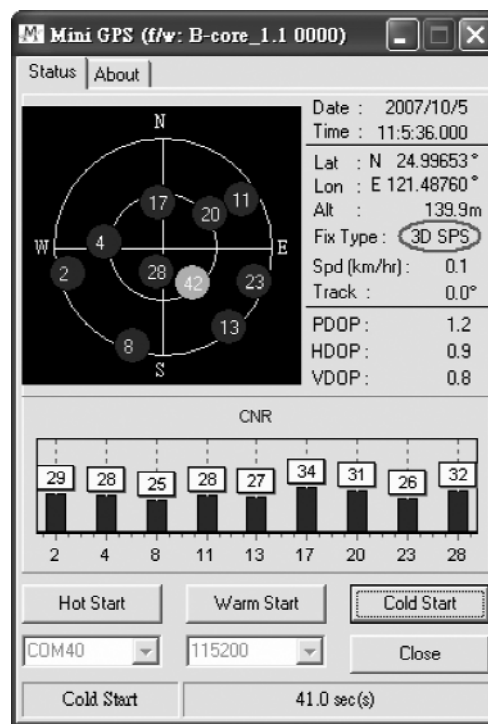 Mini GPS (f/w: B-core_1.1 0000)
Status About
N
W
E
S
17
20
11
4
2
28
42
23
13
8
Date : 2007/10/5
Time : 11:5:36.000
Lat : N 24.99653°
Lon : E 121.48760°
Alt : 139.9m
Fix Type : 3D SPS
Spd (km/hr) : 0.1
Track : 0.0°
PDOP : 1.2
HDOP : 0.9
VDOP : 0.8
CNR
29 28 25 28 27 34 31 26 32
2 4 8 11 13 17 20 23 28
Hot Start Warm Start Cold Start
COM40 115200 Close
Cold Start 41.0 sec(s)